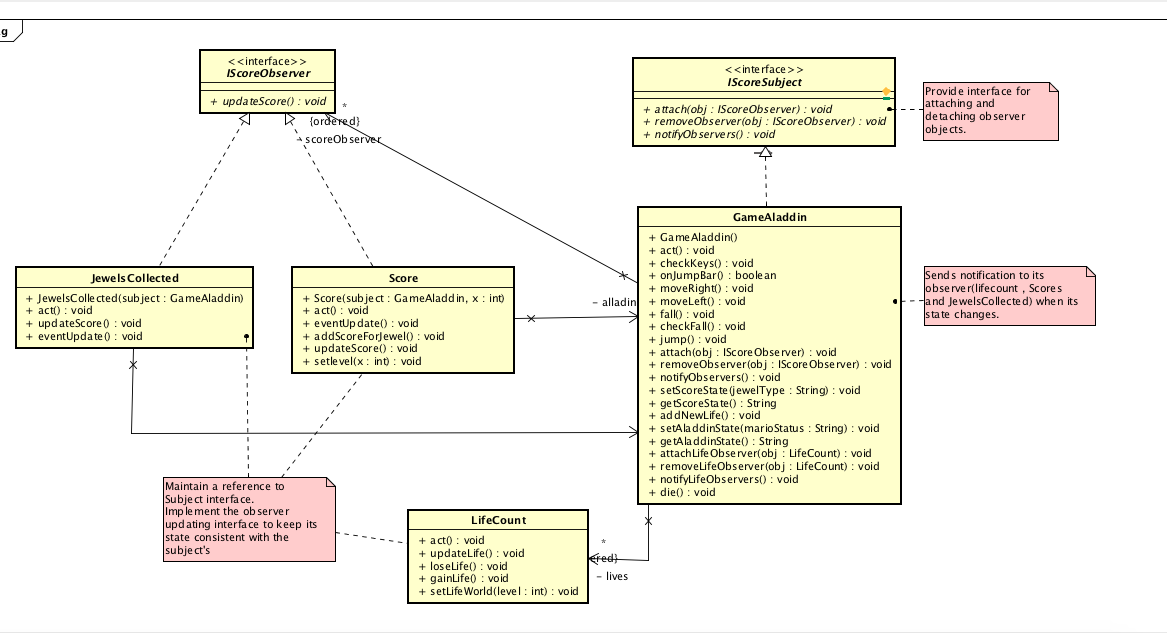 g
<<interface>>
IScoreObserver
+ updateScore() : void
*
{ordered}
- scoreObserver
<<interface>>
IScoreSubject
+ attach(obj : IScoreObserver) : void
+ removeObserver(obj : IScoreObserver) : void
+ notifyObservers() : void
Provide interface for
attaching and
detaching observer
objects.
JewelsCollected
+ JewelsCollected(subject : GameAladdin)
+ act() : void
+ updateScore() : void
+ eventUpdate() : void
Score
+ Score(subject : GameAladdin, x : int)
+ act() : void
+ eventUpdate() : void
+ addScoreForJewel() : void
+ updateScore() : void
+ setlevel(x : int) : void
- alladin
GameAladdin
+ GameAladdin()
+ act() : void
+ checkKeys() : void
+ onJumpBar() : boolean
+ moveRight() : void
+ moveLeft() : void
+ fall() : void
+ checkFall() : void
+ jump() : void
+ attach(obj : IScoreObserver) : void
+ removeObserver(obj : IScoreObserver) : void
+ notifyObservers() : void
+ setScoreState(jewelType : String) : void
+ getScoreState() : String
+ addNewLife() : void
+ setAladdinState(marioStatus : String) : void
+ getAladdinState() : String
+ attachLifeObserver(obj : LifeCount) : void
+ removeLifeObserver(obj : LifeCount) : void
+ notifyLifeObservers() : void
+ die() : void
Sends notification to its
observer(lifecount , Scores
and JewelsCollected) when its
state changes.
Maintain a reference to
Subject interface.
Implement the observer
updating interface to keep its
state consistent with the
subject's
LifeCount
+ act() : void
+ updateLife() : void
+ loseLife() : void
+ gainLife() : void
+ setLifeWorld(level : int) : void
*
red}
- lives